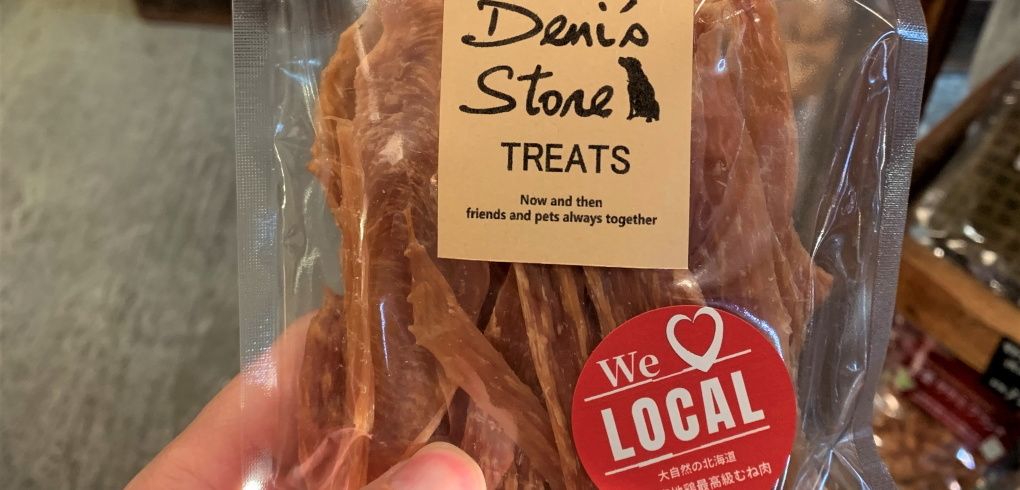 Deni's
Store
TREATS
Now and then
friends and pets always together
We
LOCAL
大自然の北海道
地鶏最高級むね肉